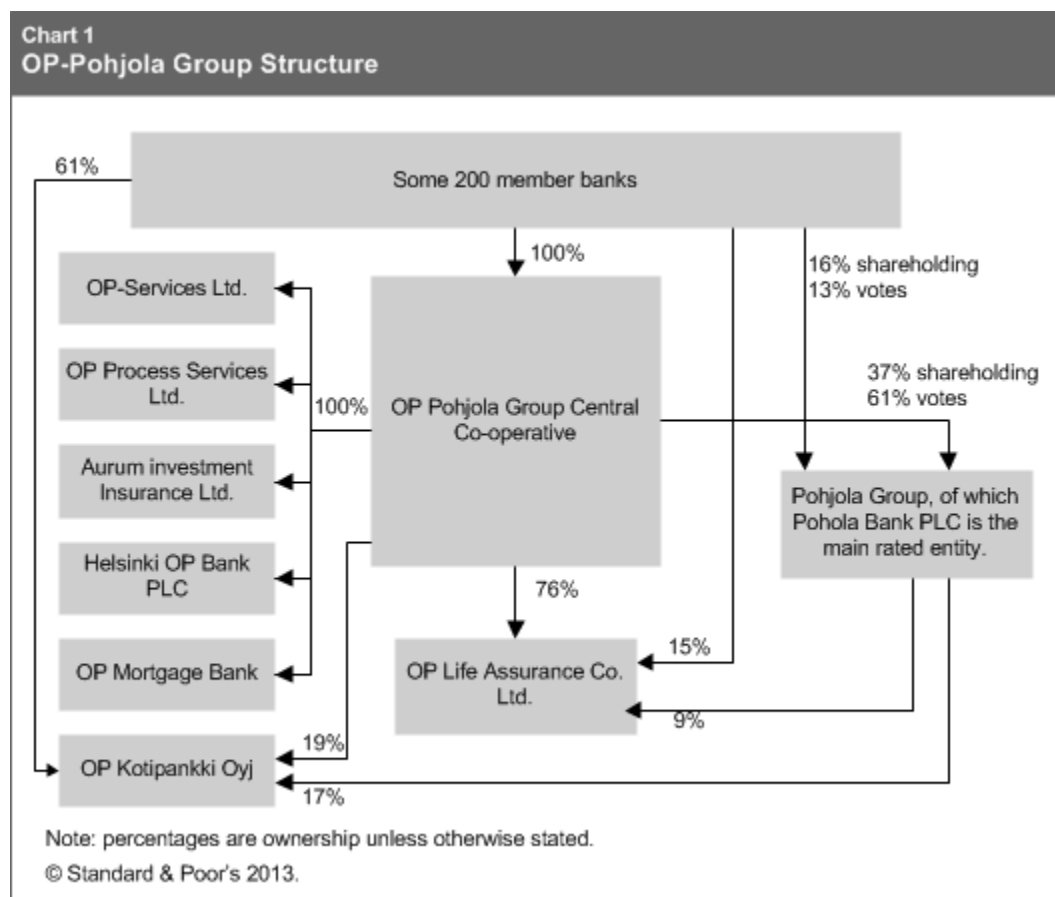 Chart 1
OP-Pohjola Group Structure
61%
Some 200 member banks
100%
16% shareholding
13% votes
OP-Services Ltd.
OP Process Services
Ltd.
100%
OP Pohjola Group Central
Co-operative
37% shareholding
61% votes
Aurum investment
Insurance Ltd.
Pohjola Group, of which
Pohola Bank PLC is the
main rated entity.
Helsinki OP Bank
PLC
76%
OP Mortgage Bank
OP Life Assurance Co.
Ltd.
15%
9%
OP Kotipankki Oyj
19%
17%
Note: percentages are ownership unless otherwise stated.
© Standard & Poor's 2013.